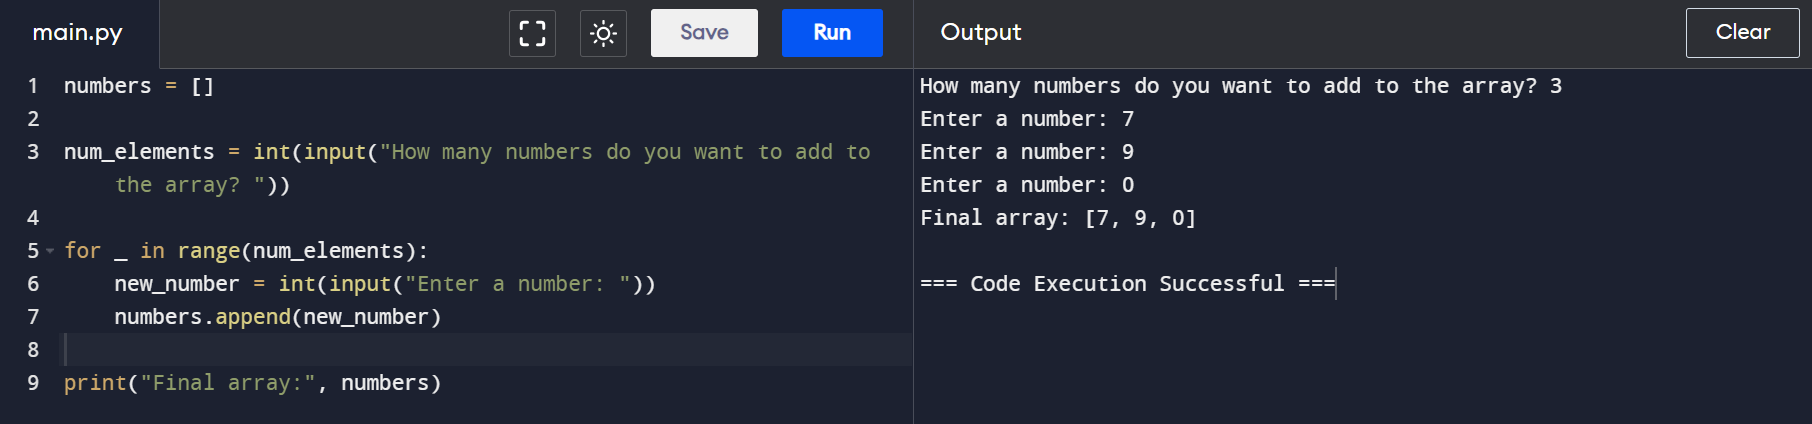 main.py
Save
Run
1 numbers = []
2
3 num_elements = int(input("How many numbers do you want to add to
the array? "))
4
5 for _ in range(num_elements):
6 new_number = int(input("Enter a number: "))
7 numbers.append(new_number)
8
9 print("Final array:", numbers)
Output
Clear
How many numbers do you want to add to the array? 3
Enter a number: 7
Enter a number: 9
Enter a number: 0
Final array: [7, 9, 0]
=== Code Execution Successful ===